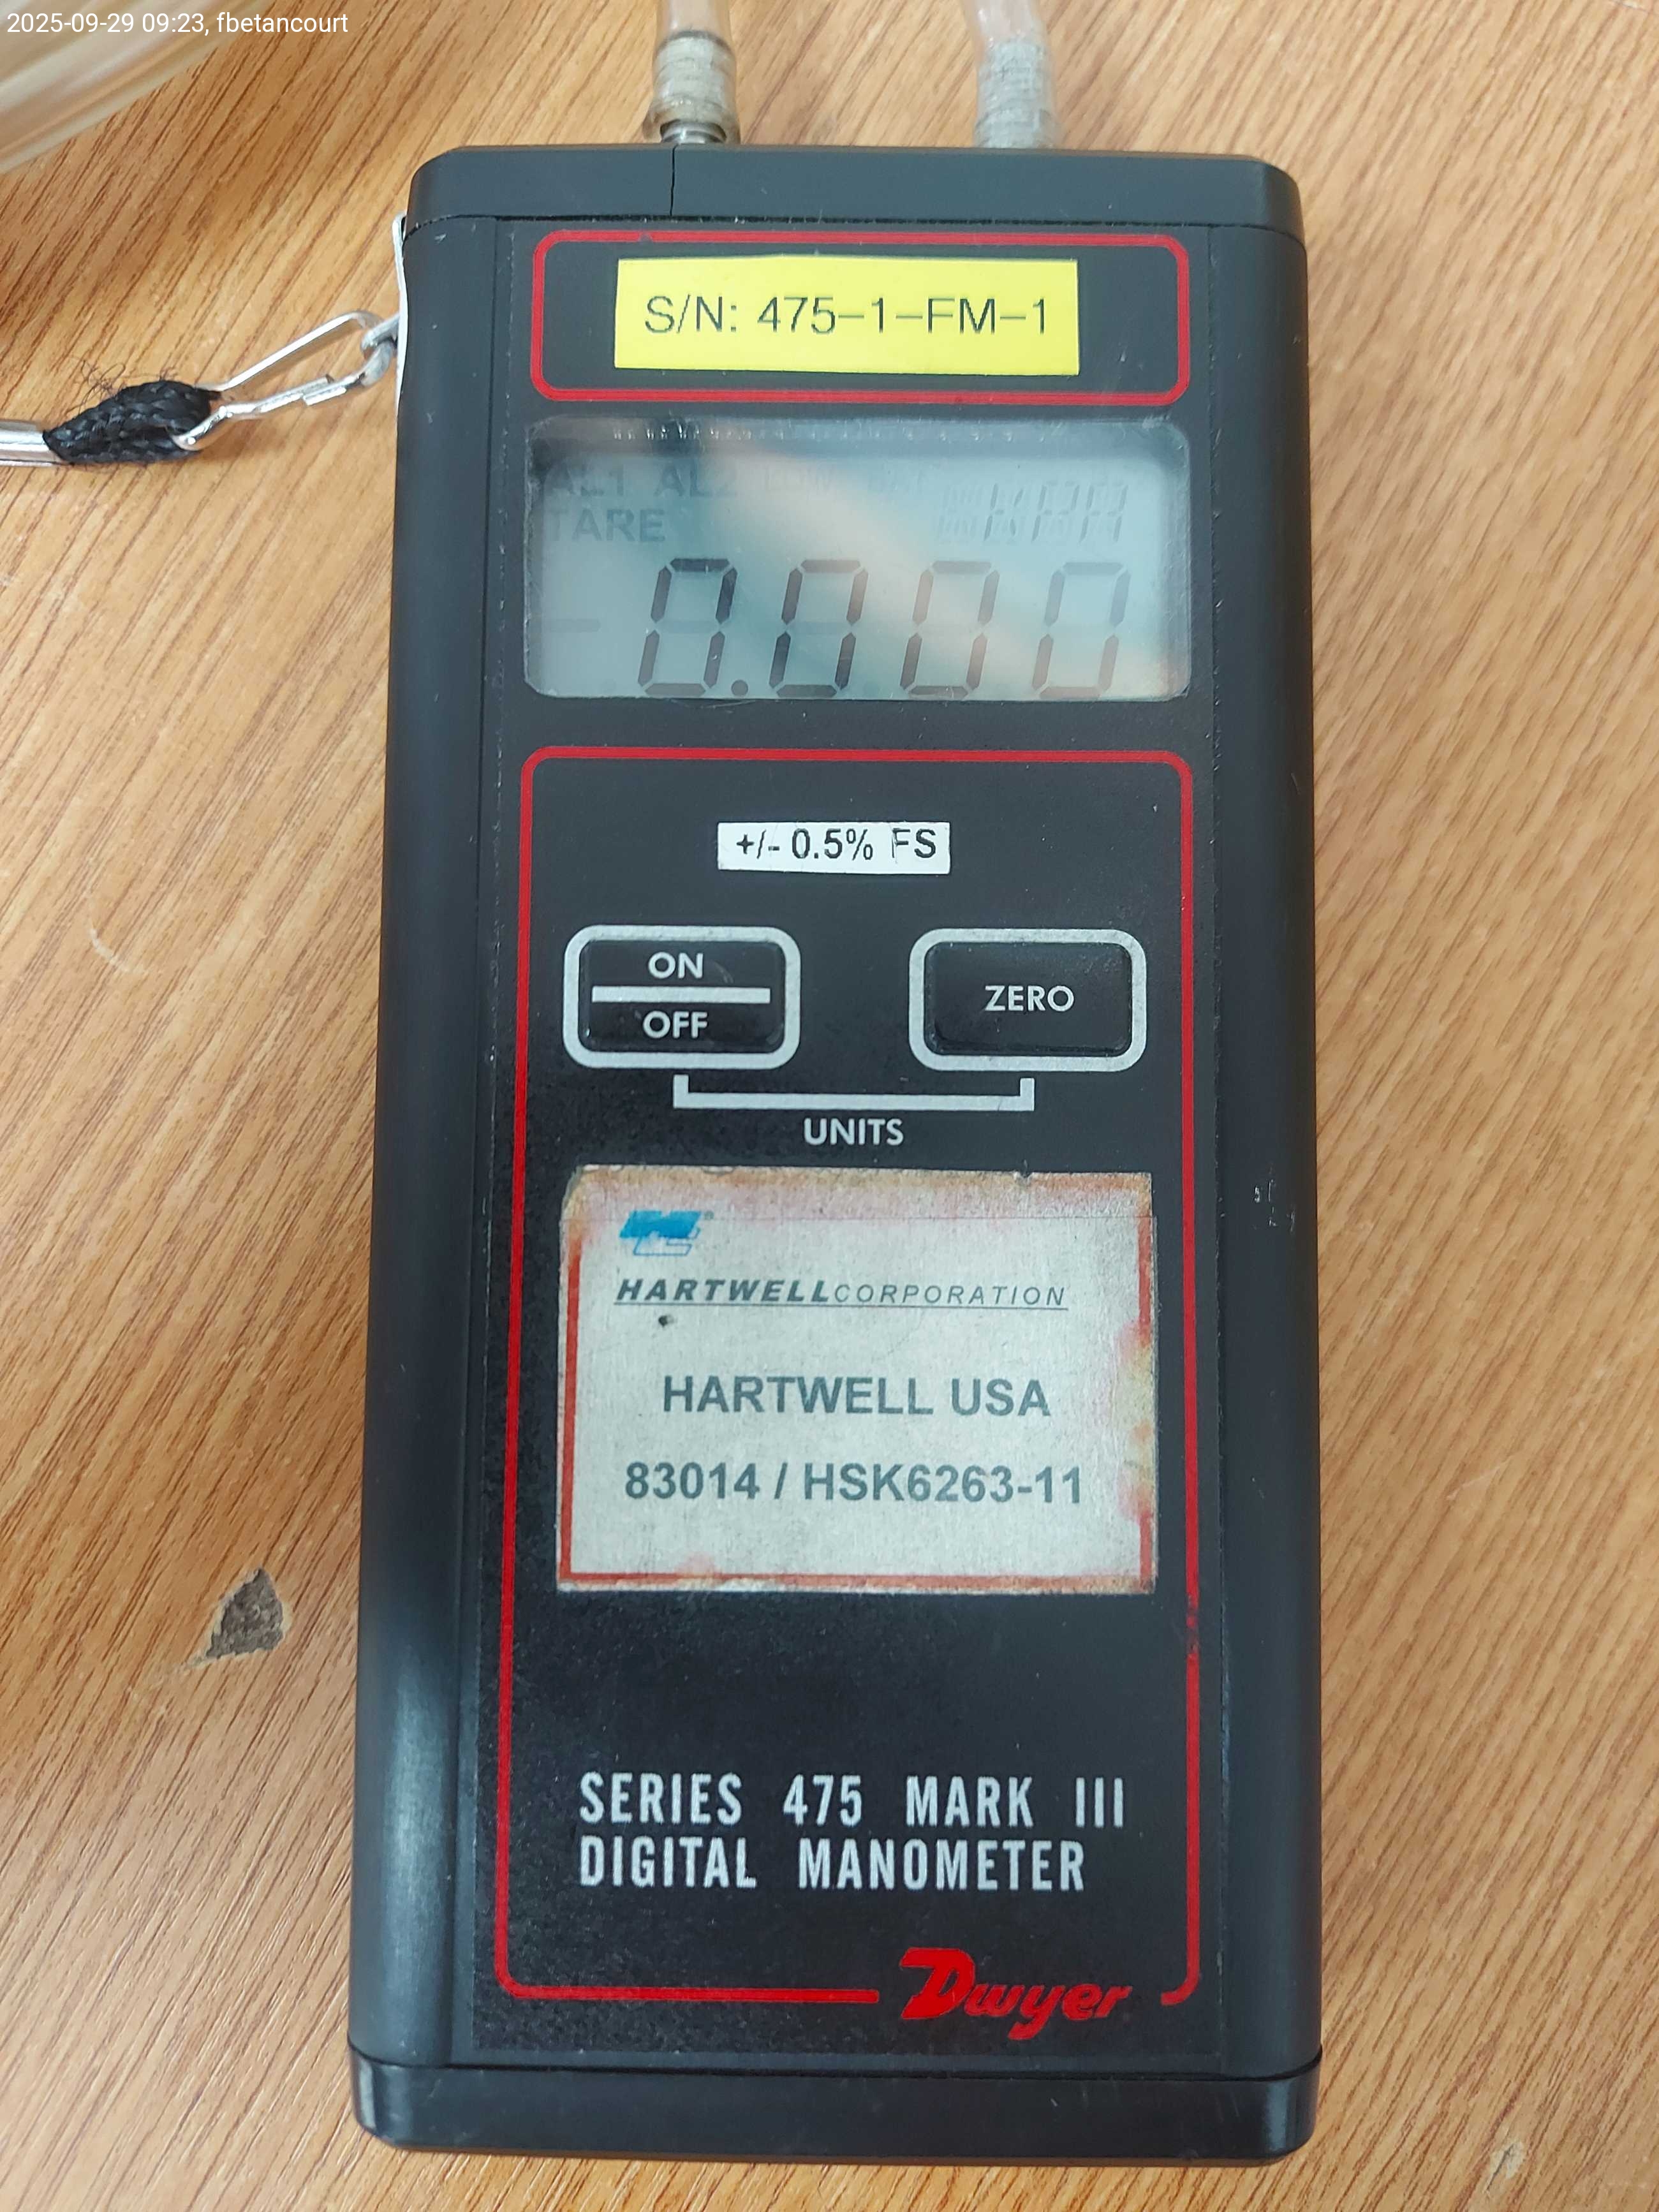 2025-09-29 09:23, fbetancourt
S/N: 475-1-FM-1
AL1 AL2
TARE KPA
0.000
+/- 0.5% FS
ON
OFF
ZERO
UNITS
HARTWELLCORPORATION
HARTWELL USA
83014 / HSK6263-11
SERIES 475 MARK III
DIGITAL MANOMETER
Dwyer